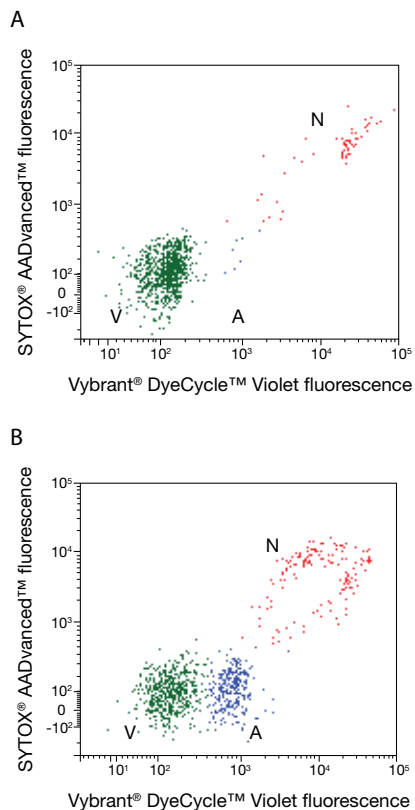 A
SYTOX® AADvanced™ fluorescence
10⁵
10⁴
10³
10²
0
-10²
N
V
A
10¹ 10² 10³ 10⁴ 10⁵
Vybrant® DyeCycle™ Violet fluorescence
B
SYTOX® AADvanced™ fluorescence
10⁵
10⁴
10³
10²
0
-10²
N
V
A
10¹ 10² 10³ 10⁴ 10⁵
Vybrant® DyeCycle™ Violet fluorescence